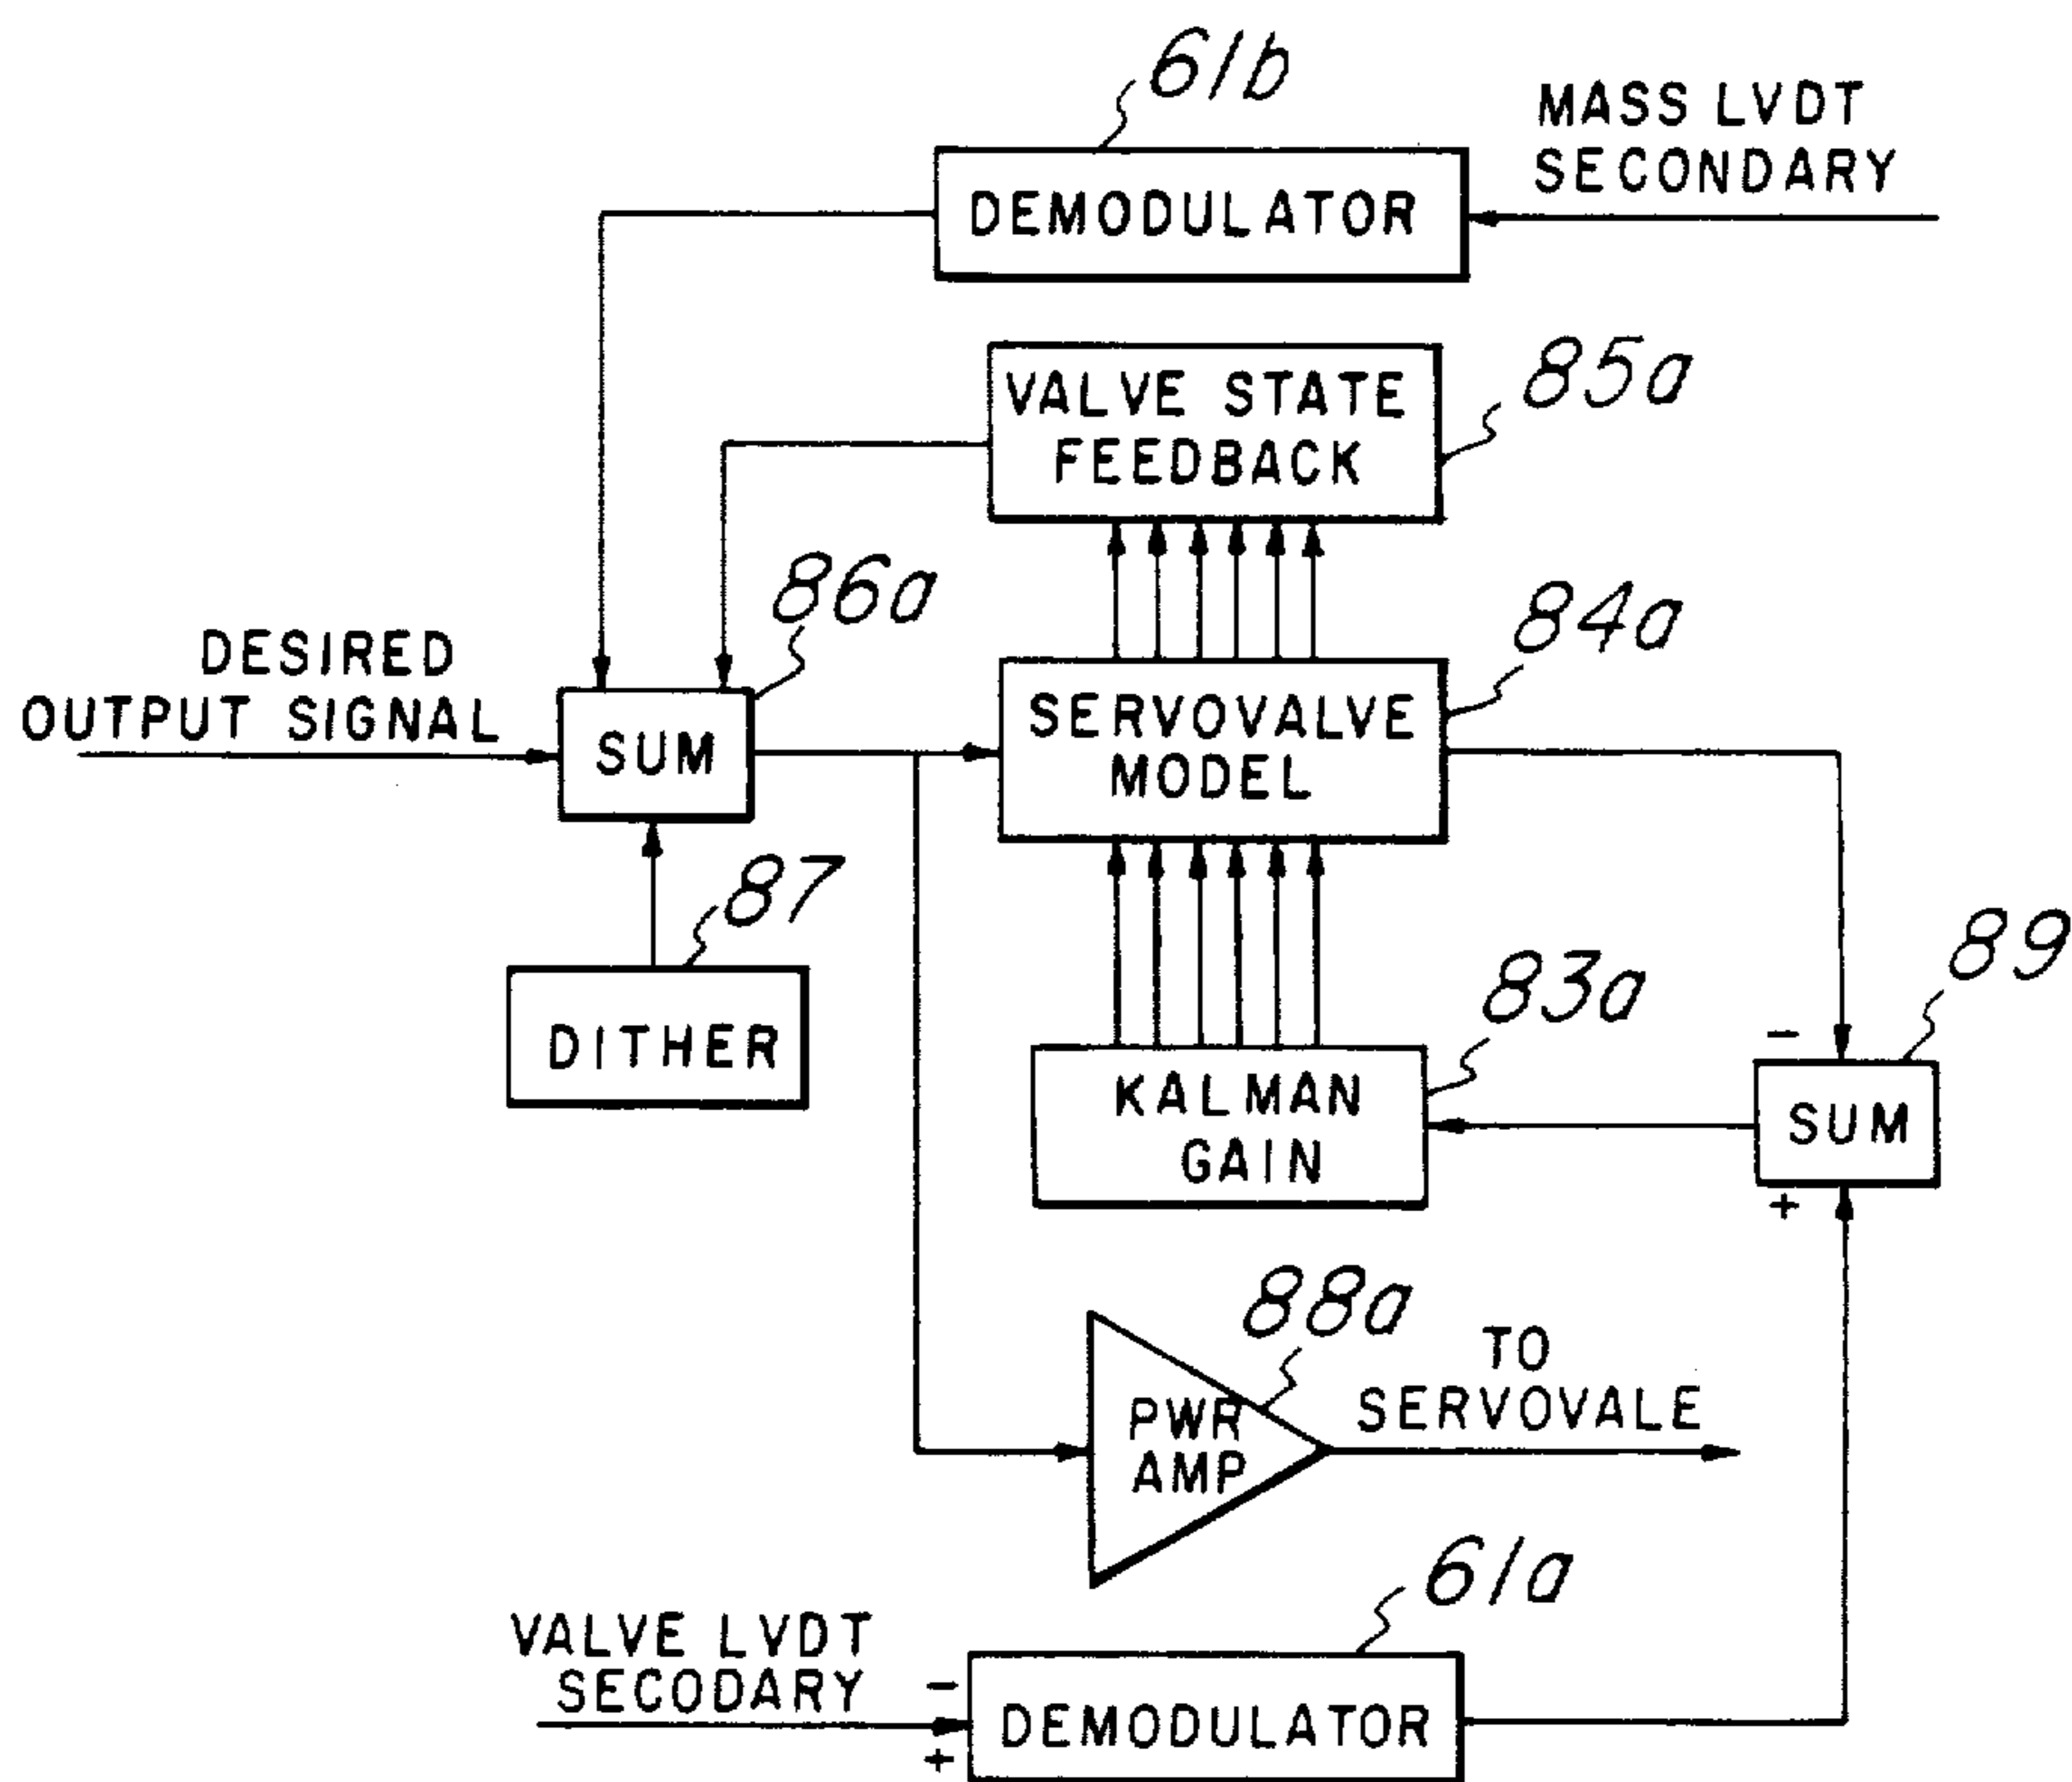 61b
MASS LVDT
SECONDARY
DEMODULATOR
VALVE STATE
FEEDBACK
85a
86a
84a
DESIRED
OUTPUT SIGNAL
SUM
SERVOVALVE
MODEL
87
89
DITHER
83a
KALMAN
GAIN
-
SUM
+
88a
TO
SERVOVALE
PWR
AMP
61a
VALVE LVDT
SECODARY
-
+
DEMODULATOR